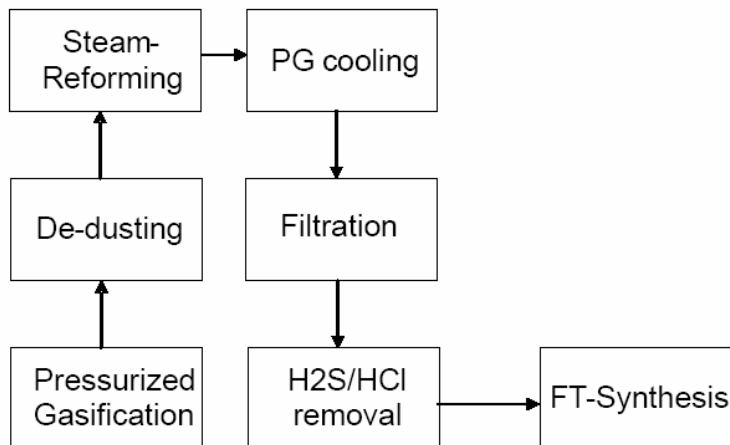 Steam-
Reforming
PG cooling
De-dusting
Filtration
Pressurized
Gasification
H2S/HCl
removal
FT-Synthesis